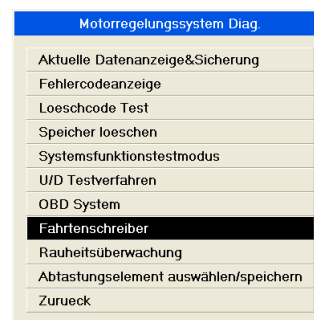 Motorregelungssystem Diag.
Aktuelle Datenanzeige&Sicherung
Fehlercodeanzeige
Loeschcode Test
Speicher loeschen
Systemsfunktionstestmodus
U/D Testverfahren
OBD System
Fahrtenschreiber
Rauheitsüberwachung
Abtastungselement auswählen/speichern
Zurueck